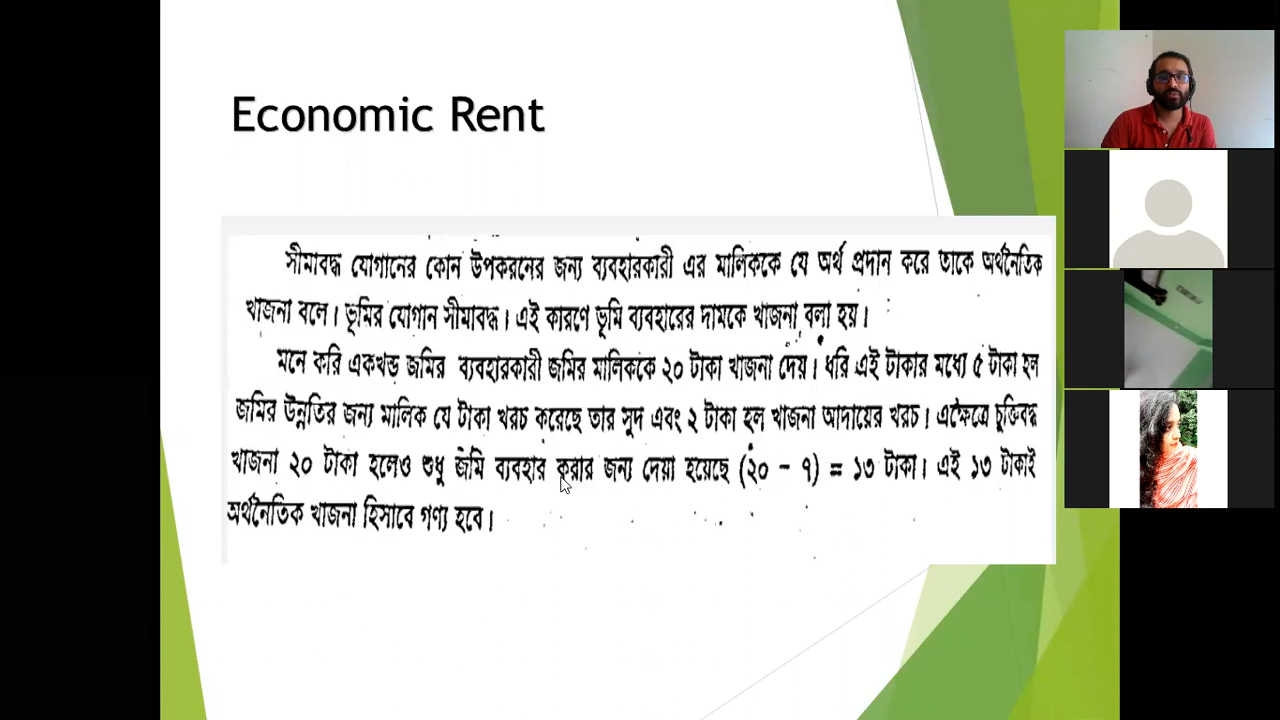 Economic Rent
সীমাবদ্ধ যোগানের কোন উপকরনের জন্য ব্যবহারকারী এর মালিককে যে অর্থ প্রদান করে তাকে অর্থনৈতিক
খাজনা বলে। ভূমির যোগান সীমাবদ্ধ। এই কারণে ভূমি ব্যবহারের দামকে খাজনা বলা হয়।
মনে করি একখন্ড জমির ব্যবহারকারী জমির মালিককে ২০ টাকা খাজনা দেয়। ধরি এই টাকার মধ্যে ৫ টাকা হল
জমির উন্নতির জন্য মালিক যে টাকা খরচ করেছে তার সুদ এবং ২ টাকা হল খাজনা আদায়ের খরচ। এক্ষেত্রে চুক্তিবদ্ধ
খাজনা ২০ টাকা হলেও শুধু জমি ব্যবহার করার জন্য দেয়া হয়েছে (২০ - ৭) = ১৩ টাকা। এই ১৩ টাকাই
অর্থনৈতিক খাজনা হিসাবে গণ্য হবে।